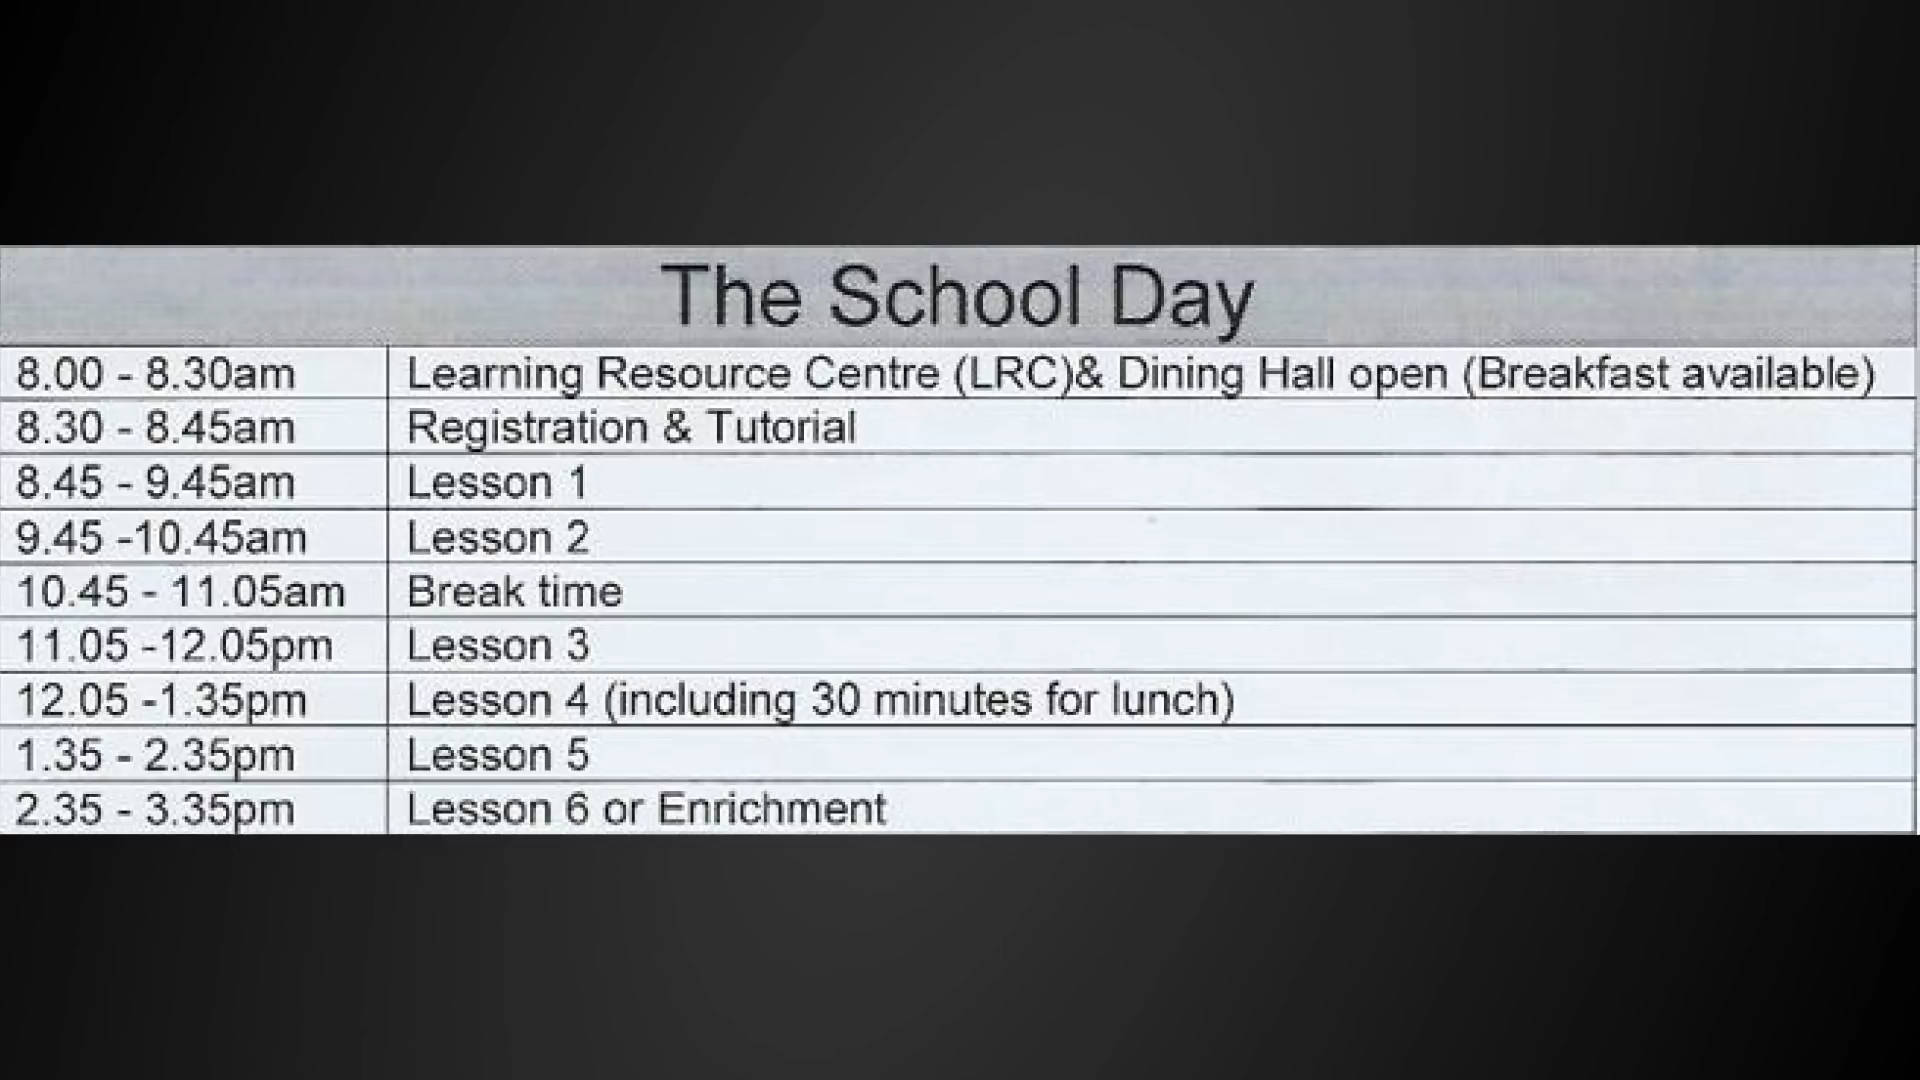 The School Day
8.00 - 8.30am Learning Resource Centre (LRC)& Dining Hall open (Breakfast available)
8.30 - 8.45am Registration & Tutorial
8.45 - 9.45am Lesson 1
9.45 -10.45am Lesson 2
10.45 - 11.05am Break time
11.05 -12.05pm Lesson 3
12.05 -1.35pm Lesson 4 (including 30 minutes for lunch)
1.35 - 2.35pm Lesson 5
2.35 - 3.35pm Lesson 6 or Enrichment